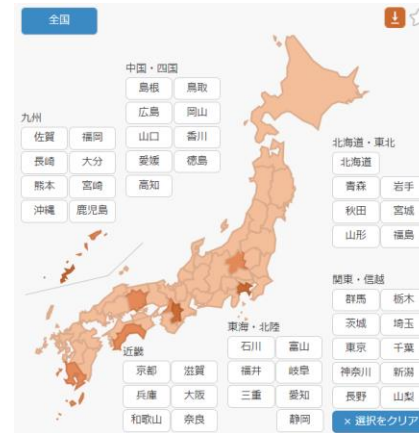 全国
中国・四国
島根 鳥取
広島 岡山
山口 香川
愛媛 徳島
高知
九州
佐賀 福岡
長崎 大分
熊本 宮崎
沖縄 鹿児島
北海道・東北
北海道
青森 岩手
秋田 宮城
山形 福島
関東・信越
群馬 栃木
茨城 埼玉
東京 千葉
神奈川 新潟
長野 山梨
東海・北陸
石川 富山
福井 岐阜
三重 愛知
静岡
近畿
京都 滋賀
兵庫 大阪
和歌山 奈良
× 選択をクリア